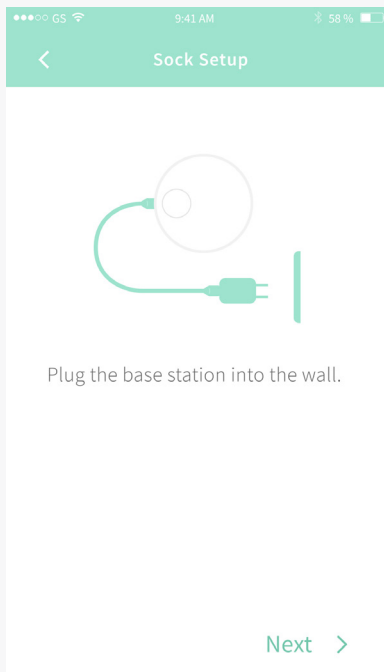 GS 9:41 AM 58 %
Sock Setup
Plug the base station into the wall.
Next